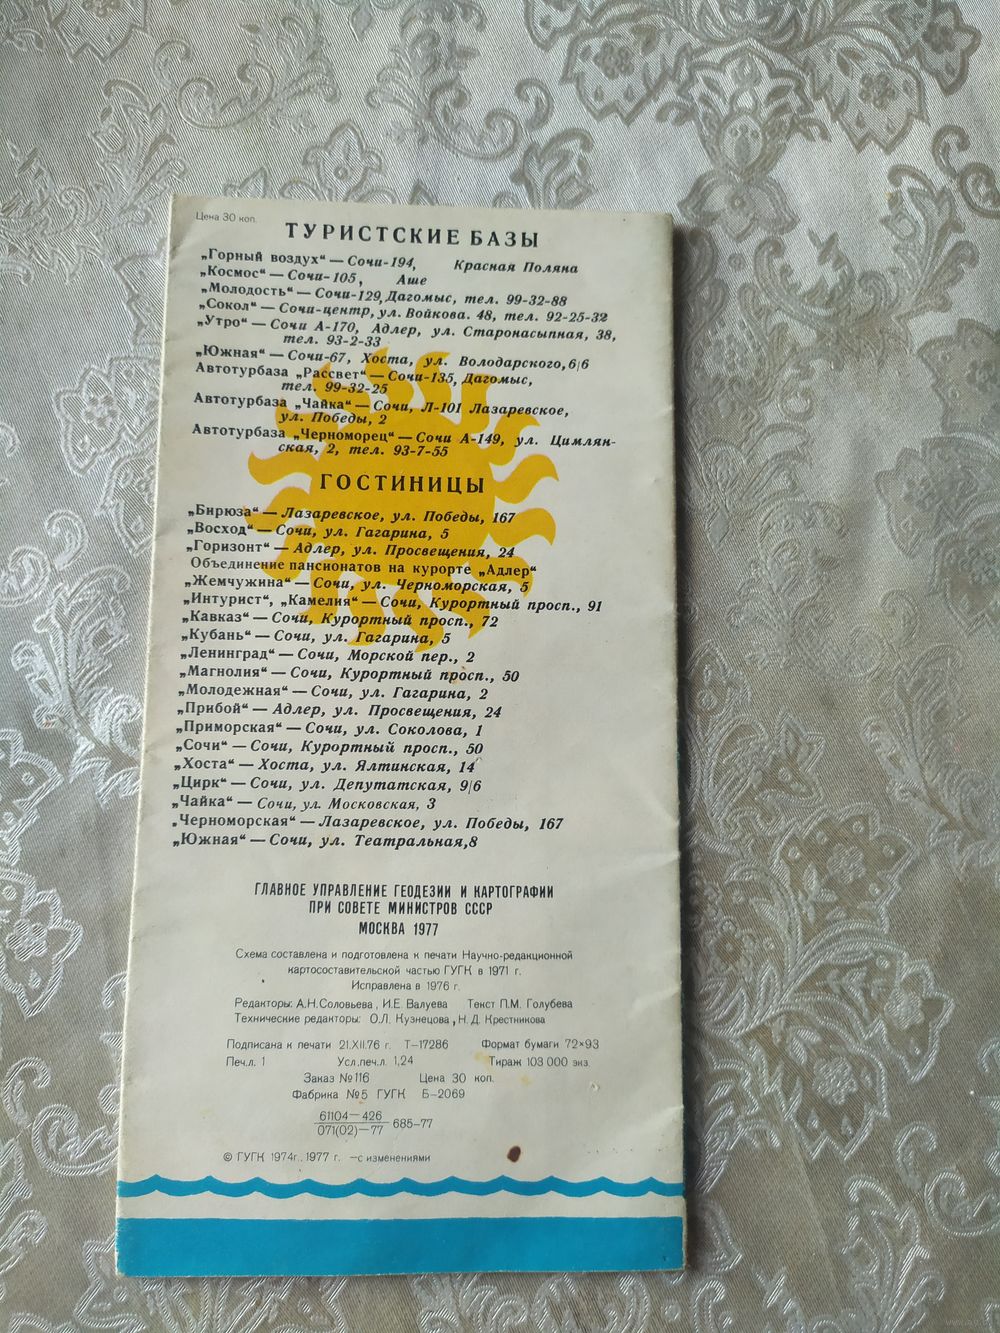 Цена 30 коп.
ТУРИСТСКИЕ БАЗЫ
„Горный воздух“ — Сочи-194, Красная Поляна
„Космос“ — Сочи-105, Аше
„Молодость“ — Сочи-129, Дагомыс, тел. 99-32-88
„Сокол“ — Сочи-центр, ул. Войкова. 48, тел. 92-25-32
„Утро“ — Сочи А-170, Адлер, ул. Старонасыпная, 38,
тел. 93-2-33
„Южная“ — Сочи-67, Хоста, ул. Володарского, 6/6
Автотурбаза „Рассвет“ — Сочи-135, Дагомыс,
тел. 99-32-25
Автотурбаза „Чайка“ — Сочи, Л-101 Лазаревское,
ул. Победы, 2
Автотурбаза „Черноморец“ — Сочи А-149, ул. Цимлян-
ская, 2, тел. 93-7-55
ГОСТИНИЦЫ
„Бирюза“ — Лазаревское, ул. Победы, 167
„Восход“ — Сочи, ул. Гагарина, 5
„Горизонт“ — Адлер, ул. Просвещения, 24
Объединение пансионатов на курорте „Адлер“
„Жемчужина“ — Сочи, ул. Черноморская, 5
„Интурист“, „Камелия“ — Сочи, Курортный просп., 91
„Кавказ“ — Сочи, Курортный просп., 72
„Кубань“ — Сочи, ул. Гагарина, 5
„Ленинград“ — Сочи, Морской пер., 2
„Магнолия“ — Сочи, Курортный просп., 50
„Молодежная“ — Сочи, ул. Гагарина, 2
„Прибой“ — Адлер, ул. Просвещения, 24
„Приморская“ — Сочи, ул. Соколова, 1
„Сочи“ — Сочи, Курортный просп., 50
„Хоста“ — Хоста, ул. Ялтинская, 14
„Цирк“ — Сочи, ул. Депутатская, 9/6
„Чайка“ — Сочи, ул. Московская, 3
„Черноморская“ — Лазаревское, ул. Победы, 167
„Южная“ — Сочи, ул. Театральная, 8
ГЛАВНОЕ УПРАВЛЕНИЕ ГЕОДЕЗИИ И КАРТОГРАФИИ
ПРИ СОВЕТЕ МИНИСТРОВ СССР
МОСКВА 1977
Схема составлена и подготовлена к печати Научно-редакционной
картосоставительской частью ГУГК в 1971 г.
Исправлена в 1976 г.
Редакторы: А.Н.Соловьева, И.Е. Валуева Текст П.М. Голубева
Технические редакторы: О.Л. Кузнецова, Н.Д. Крестникова
Подписана к печати 21.XII.76 г. Т-17286 Формат бумаги 72×93
Печ.л. 1 Усл.печ.л. 1,24 Тираж 103 000 экз.
Заказ №116 Цена 30 коп.
Фабрика №5 ГУГК Б-2069
61104—426
071(02)—77 685-77
© ГУГК 1974г., 1977 г. —с изменениями